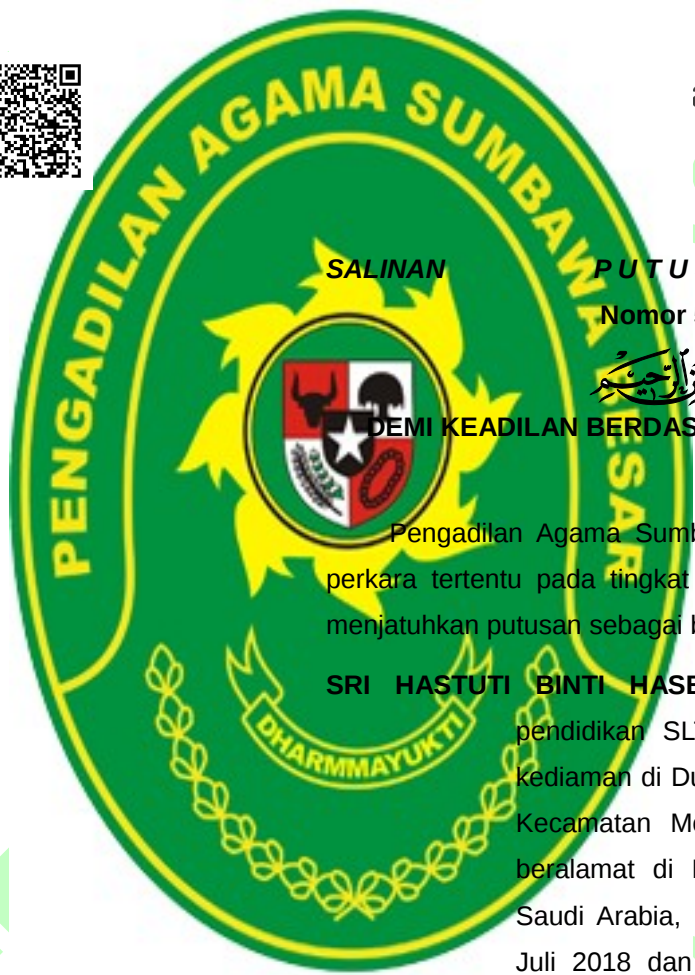 PENGADILAN AGAMA SUMBAWA BESAR
SALINAN P U T U
Nomor
DEMI KEADILAN BERDAS
Pengadilan Agama Sumb
perkara tertentu pada tingkat
menjatuhkan putusan sebagai b
SRI HASTUTI BINTI HASE
pendidikan SL
kediaman di Du
Kecamatan Me
beralamat di
Saudi Arabia,
Juli 2018 dan
DHARMMAYUKTI